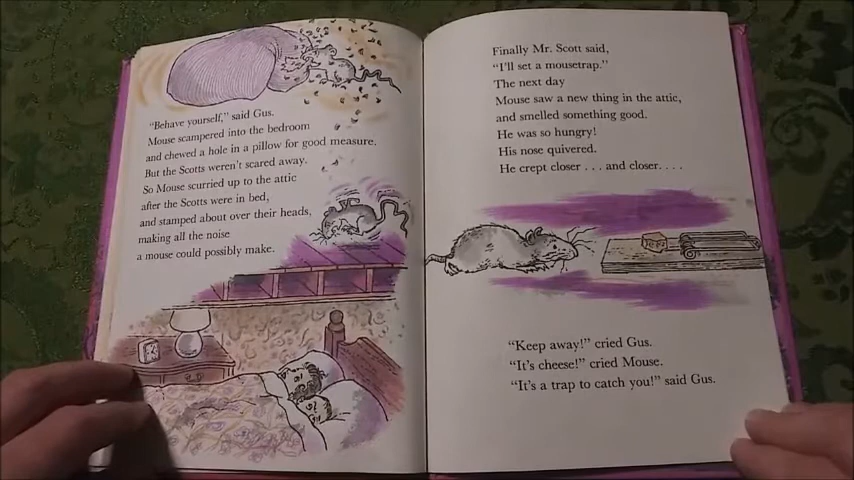 "Behave yourself," said Gus.
Mouse scampered into the bedroom
and chewed a hole in a pillow for good measure.
But the Scotts weren't scared away.
So Mouse scurried up to the attic
after the Scotts were in bed,
and stamped about over their heads,
making all the noise
a mouse could possibly make.
Finally Mr. Scott said,
"I'll set a mousetrap."
The next day
Mouse saw a new thing in the attic,
and smelled something good.
He was so hungry!
His nose quivered.
He crept closer . . . and closer. . . .
"Keep away!" cried Gus.
"It's cheese!" cried Mouse.
"It's a trap to catch you!" said Gus.